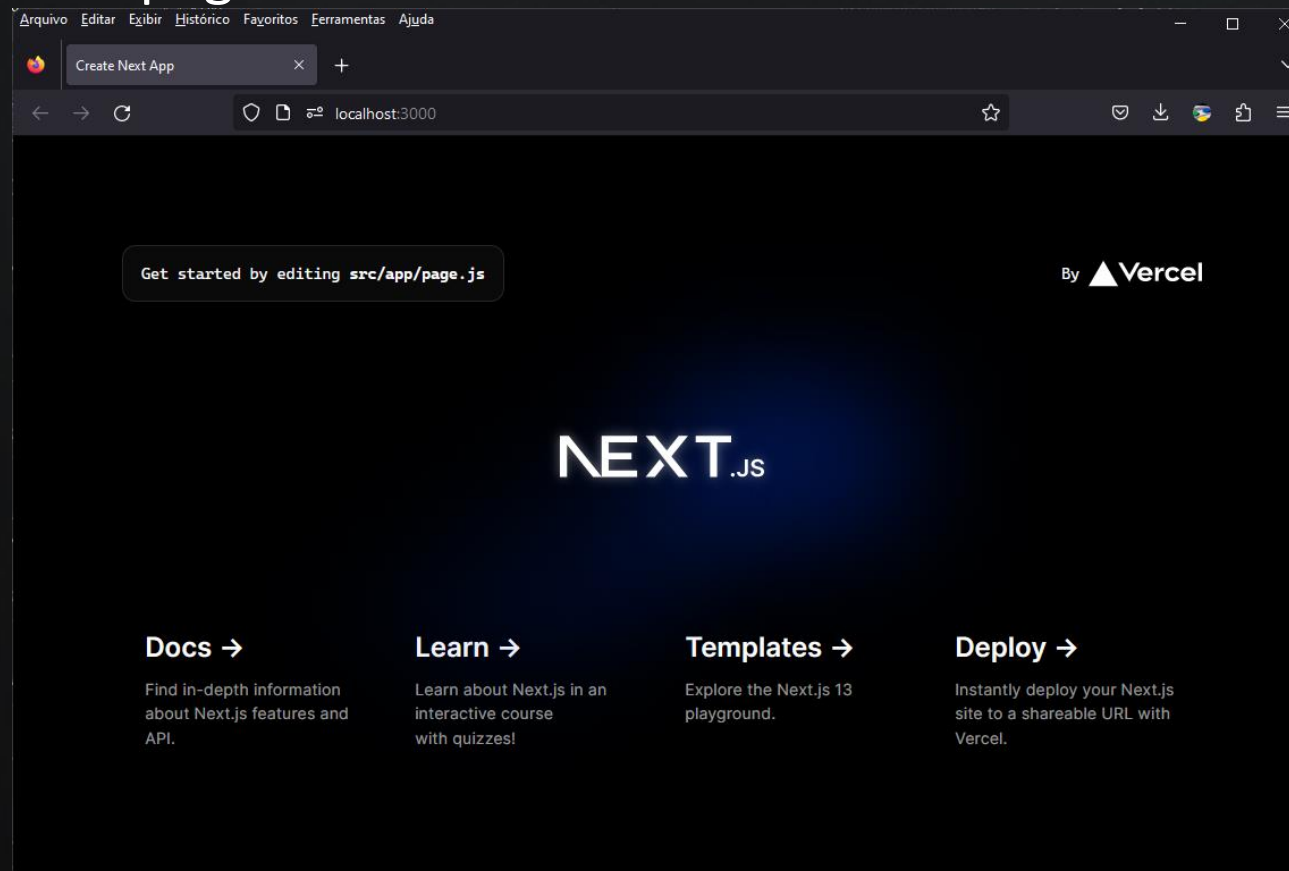 Arquivo Editar Exibir Histórico Favoritos Ferramentas Ajuda
Create Next App
localhost:3000
Get started by editing src/app/page.js
By Vercel
NEXT.JS
Docs →
Find in-depth information
about Next.js features and
API.
Learn →
Learn about Next.js in an
interactive course
with quizzes!
Templates →
Explore the Next.js 13
playground.
Deploy →
Instantly deploy your Next.js
site to a shareable URL with
Vercel.